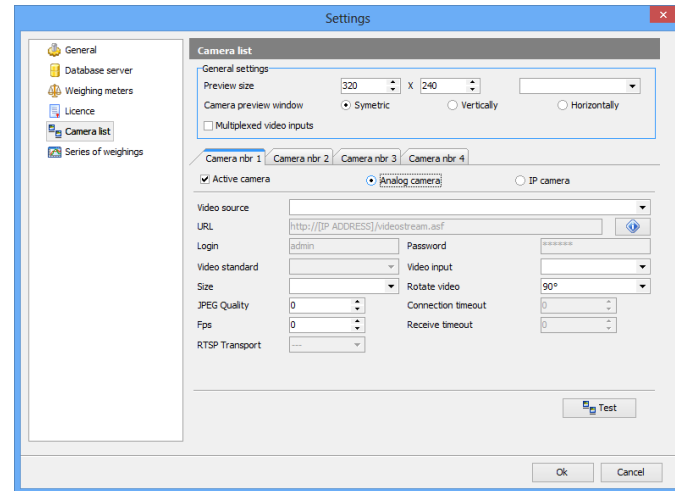 Settings
General
Database server
Weighing meters
Licence
Camera list
Series of weighings
Camera list
General settings
Preview size 320 X 240
Camera preview window Symetric Vertically Horizontally
Multiplexed video inputs
Camera nbr 1 Camera nbr 2 Camera nbr 3 Camera nbr 4
Active camera Analog camera IP camera
Video source
URL http://[IP ADDRESS]/videostream.asf
Login admin Password ******
Video standard Video input
Size Rotate video 90°
JPEG Quality 0 Connection timeout 0
Fps 0 Receive timeout 0
RTSP Transport ---
Test
Ok Cancel